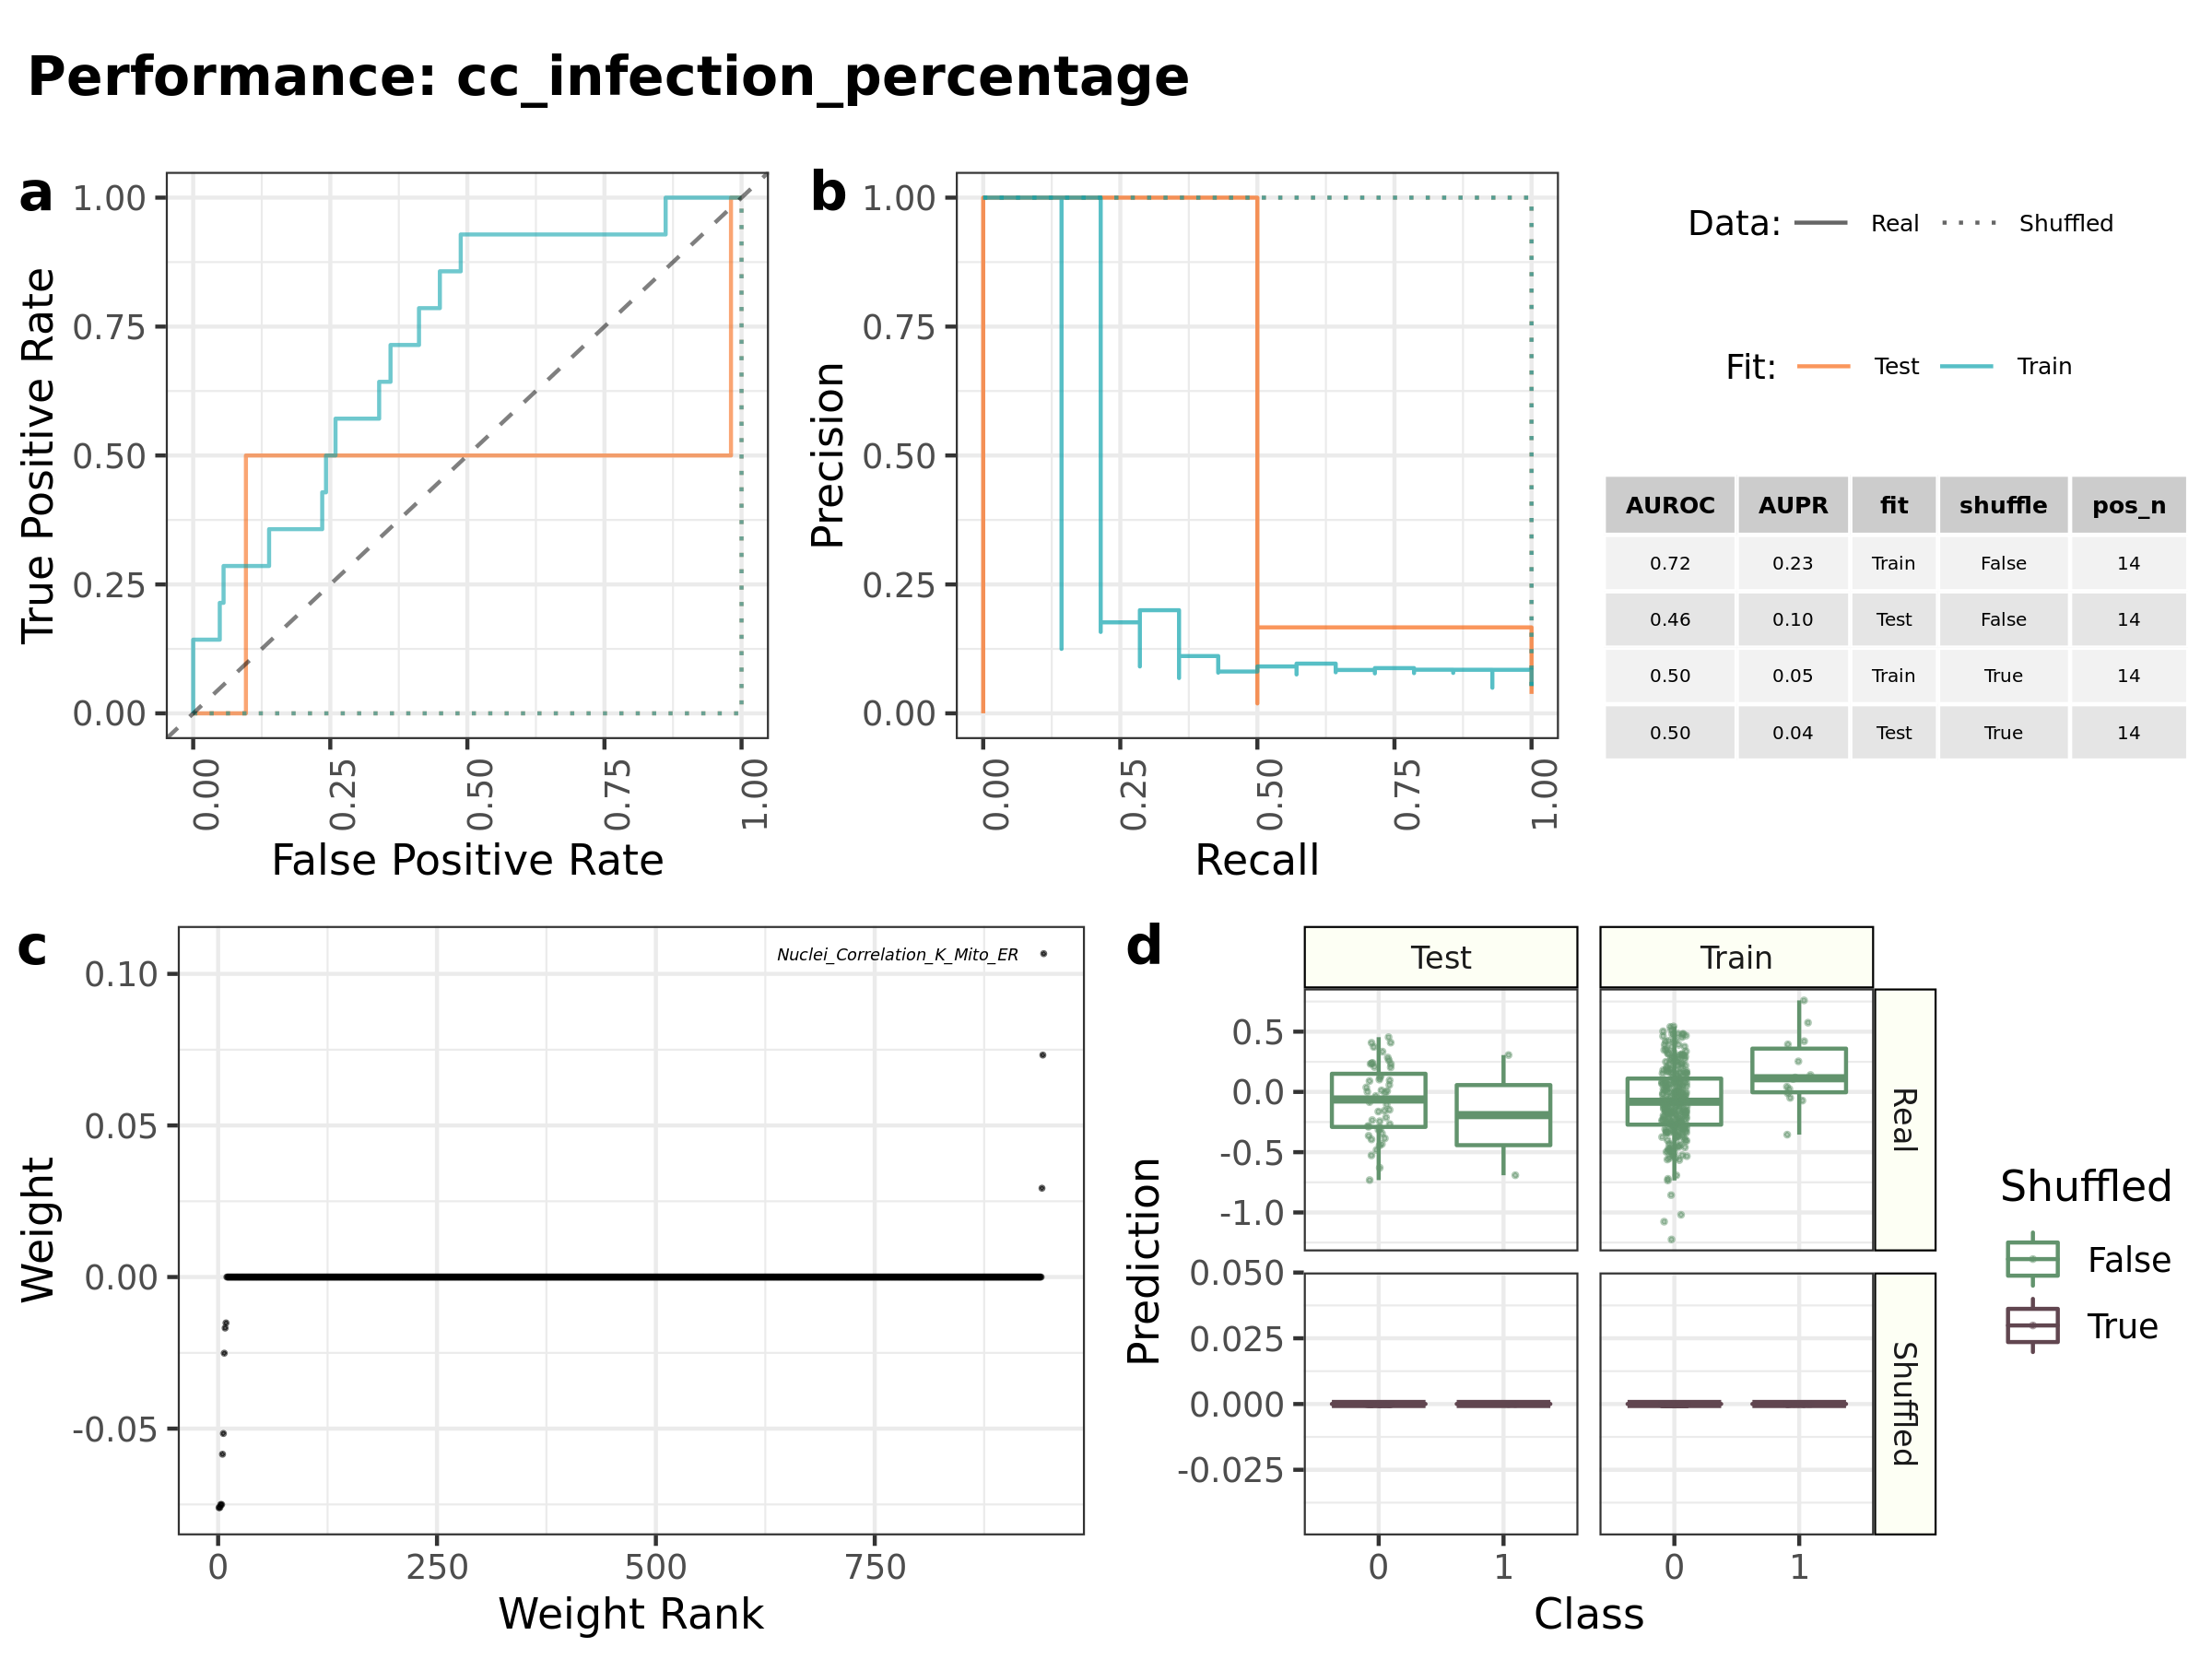 Performance: cc_infection_percentage
a
1.00
0.75
0.50
0.25
0.00
True Positive Rate
0.00
0.25
0.50
0.75
1.00
False Positive Rate
b
1.00
0.75
0.50
0.25
0.00
Precision
0.00
0.25
0.50
0.75
1.00
Recall
Data: Real Shuffled
Fit: Test Train
AUROC AUPR fit shuffle pos_n
0.72 0.23 Train False 14
0.46 0.10 Test False 14
0.50 0.05 Train True 14
0.50 0.04 Test True 14
c
Nuclei_Correlation_K_Mito_ER
0.10
0.05
0.00
-0.05
Weight
0 250 500 750
Weight Rank
d
Test Train
0.5
0.0
-0.5
-1.0
Real
0.050
0.025
0.000
-0.025
Shuffled
Prediction
0 1 0 1
Class
Shuffled
False
True